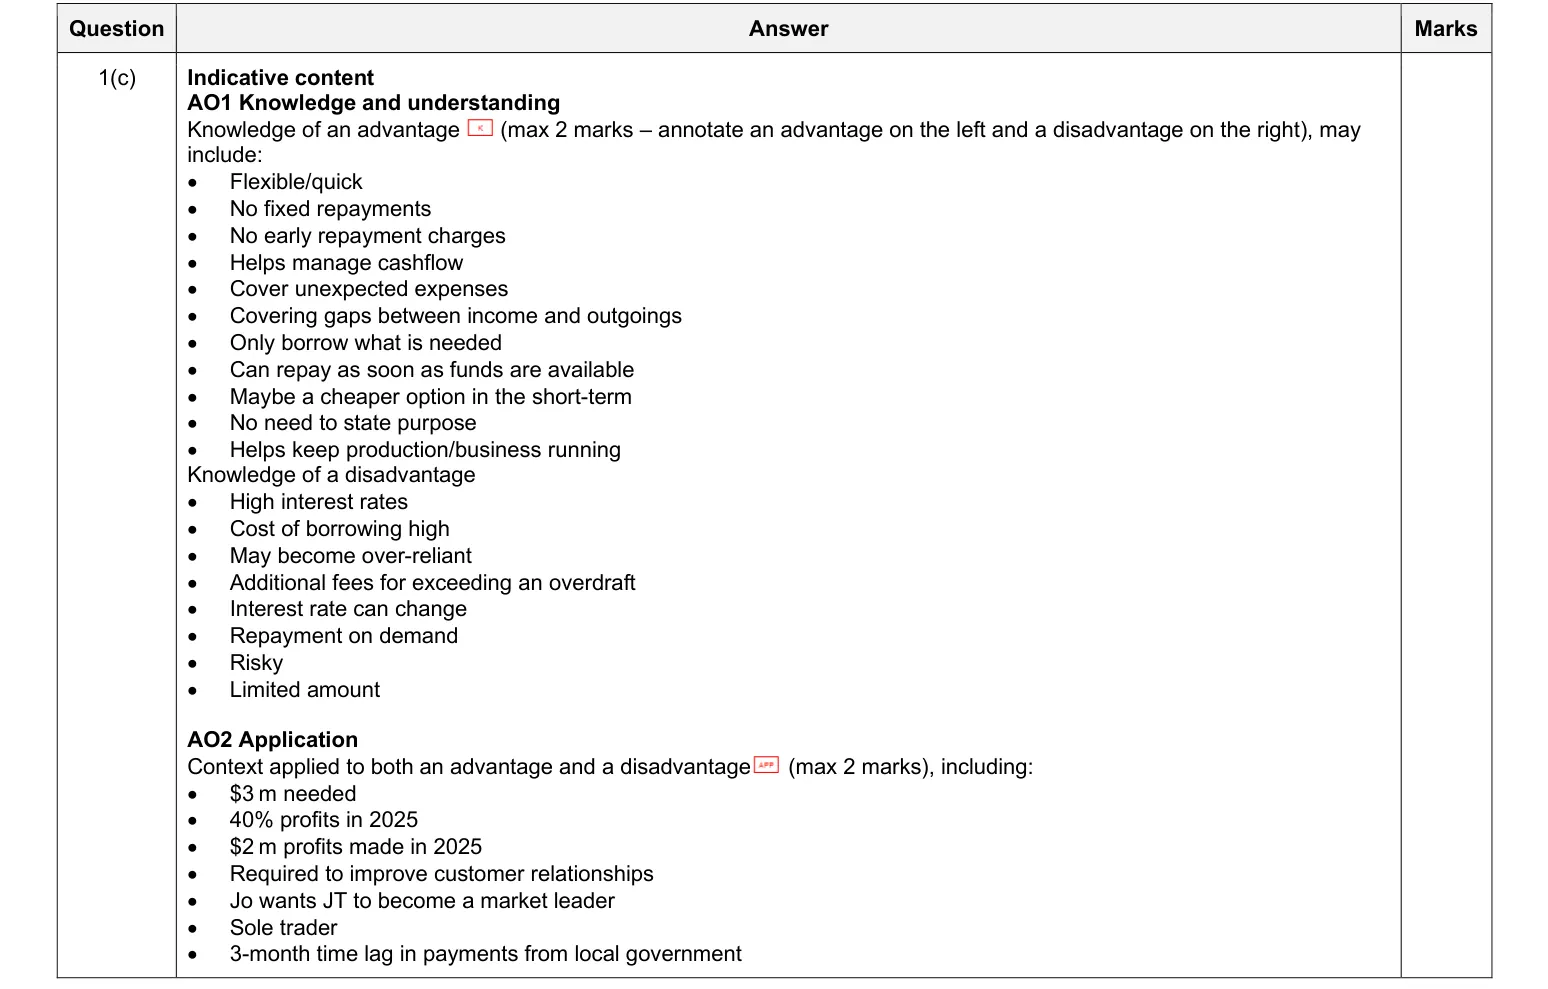 Question Answer Marks
1(c) Indicative content
AO1 Knowledge and understanding
Knowledge of an advantage K (max 2 marks – annotate an advantage on the left and a disadvantage on the right), may
include:
• Flexible/quick
• No fixed repayments
• No early repayment charges
• Helps manage cashflow
• Cover unexpected expenses
• Covering gaps between income and outgoings
• Only borrow what is needed
• Can repay as soon as funds are available
• Maybe a cheaper option in the short-term
• No need to state purpose
• Helps keep production/business running
Knowledge of a disadvantage
• High interest rates
• Cost of borrowing high
• May become over-reliant
• Additional fees for exceeding an overdraft
• Interest rate can change
• Repayment on demand
• Risky
• Limited amount
AO2 Application
Context applied to both an advantage and a disadvantage APP (max 2 marks), including:
• $3 m needed
• 40% profits in 2025
• $2 m profits made in 2025
• Required to improve customer relationships
• Jo wants JT to become a market leader
• Sole trader
• 3-month time lag in payments from local government